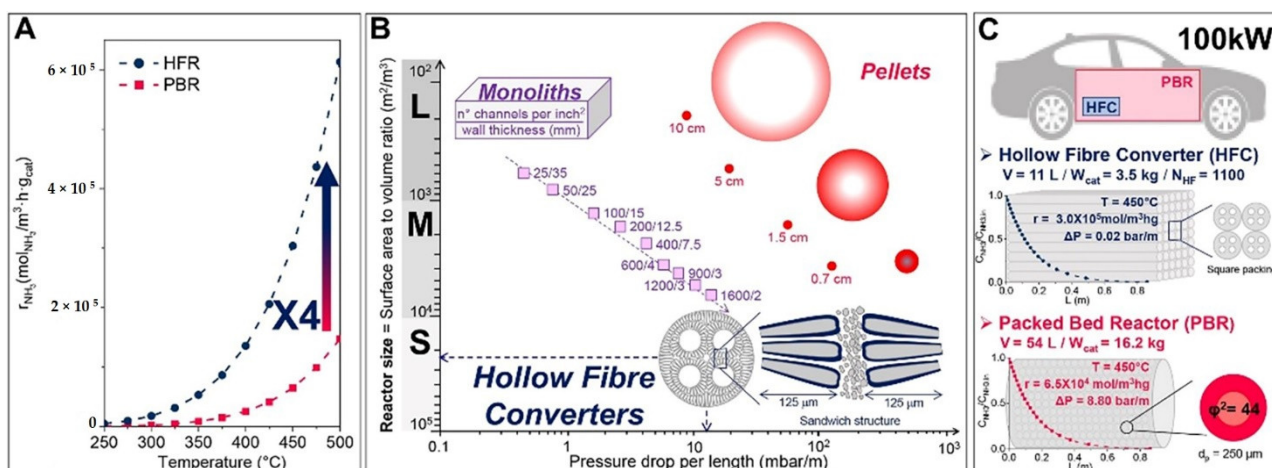 A
HFR
PBR
6 × 10⁵
4 × 10⁵
2 × 10⁵
0
250 300 350 400 450 500
r_NH₃(mol_NH₃/m³·h·g_cat)
Temperature (°C)
X4
B
Reactor size = Surface area to volume ratio (m²/m³)
10²
10³
10⁴
10⁵
L
M
S
Monoliths
n° channels per inch²
wall thickness (mm)
Pellets
10 cm
5 cm
1.5 cm
0.7 cm
25/35
50/25
100/15
200/12.5
400/7.5
600/4
900/3
1200/3
1600/2
Hollow Fibre
Converters
125 µm
125 µm
Sandwich structure
0.1 1 10 10² 10³
Pressure drop per length (mbar/m)
C
100kW
PBR
HFC
➢ Hollow Fibre Converter (HFC)
V = 11 L / W_cat = 3.5 kg / N_HF = 1100
T = 450°C
r = 3.0X10⁵mol/m³hg
ΔP = 0.02 bar/m
C_NH3/C_NH3,in
1.0
0.5
0.0
0 0.2 0.4 0.6 0.8
L (m)
Square packing
➢ Packed Bed Reactor (PBR)
V = 54 L / W_cat = 16.2 kg
T = 450°C
r = 6.5X10⁴ mol/m³hg
ΔP = 8.80 bar/m
C_NH3/C_NH3,in
1.0
0.5
0.0
0 0.2 0.4 0.6 0.8
L (m)
φ²= 44
d_p = 250 µm